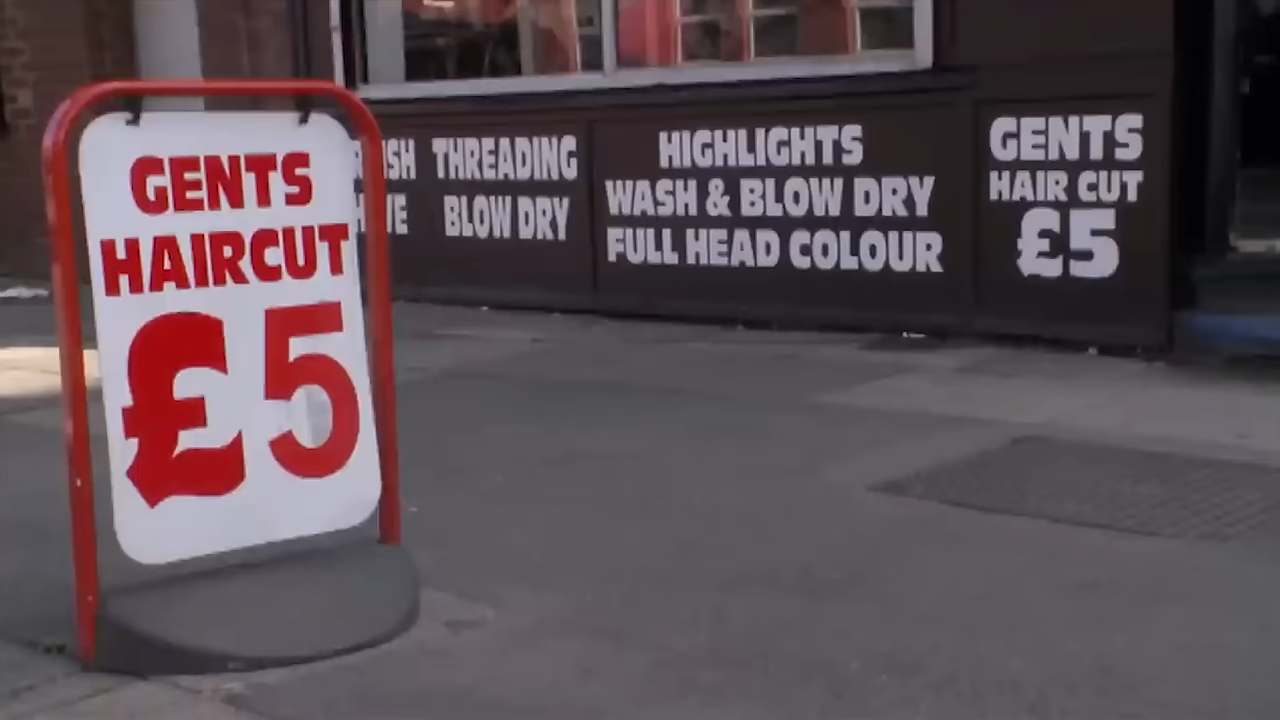 GENTS
HAIRCUT
£5
THREADING
BLOW DRY
HIGHLIGHTS
WASH & BLOW DRY
FULL HEAD COLOUR
GENTS
HAIR CUT
£5